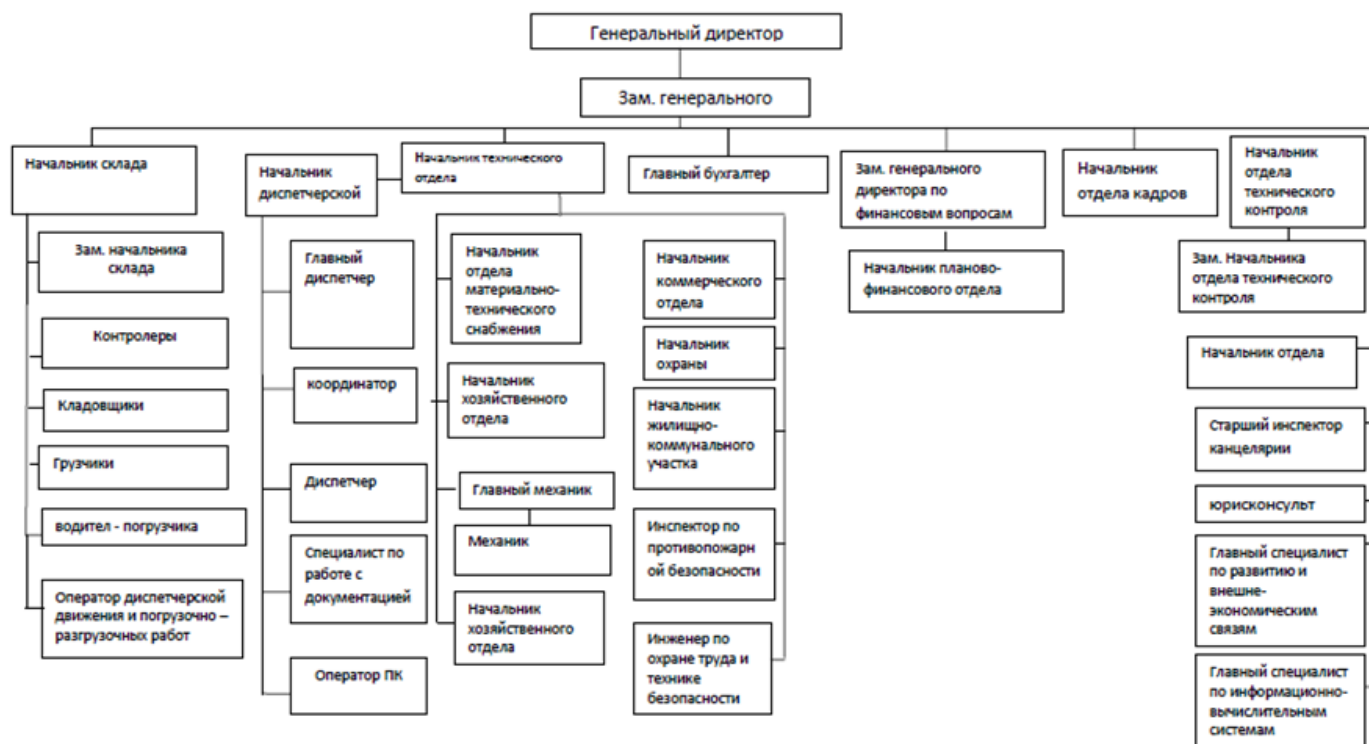 Генеральный директор
Зам. генерального
Начальник склада
Начальник
диспетчерской
Начальник технического
отдела
Главный бухгалтер
Зам. генерального
директора по
финансовым вопросам
Начальник
отдела кадров
Начальник
отдела
технического
контроля
Зам. начальника
склада
Контролеры
Кладовщики
Грузчики
водител - погрузчика
Оператор диспетчерской
движения и погрузочно –
разгрузочных работ
Главный
диспетчер
координатор
Диспетчер
Специалист по
работе с
документацией
Оператор ПК
Начальник
отдела
материально-
технического
снабжения
Начальник
хозяйственного
отдела
Главный механик
Механик
Начальник
хозяйственного
отдела
Начальник
коммерческого
отдела
Начальник
охраны
Начальник
жилищно-
коммунального
участка
Инспектор по
противопожарн
ой безопасности
Инженер по
охране труда и
технике
безопасности
Начальник планово-
финансового отдела
Зам. Начальника
отдела технического
контроля
Начальник отдела
Старший инспектор
канцелярии
юрисконсульт
Главный специалист
по развитию и
внешне-
экономическим
связям
Главный специалист
по информационно-
вычислительным
системам